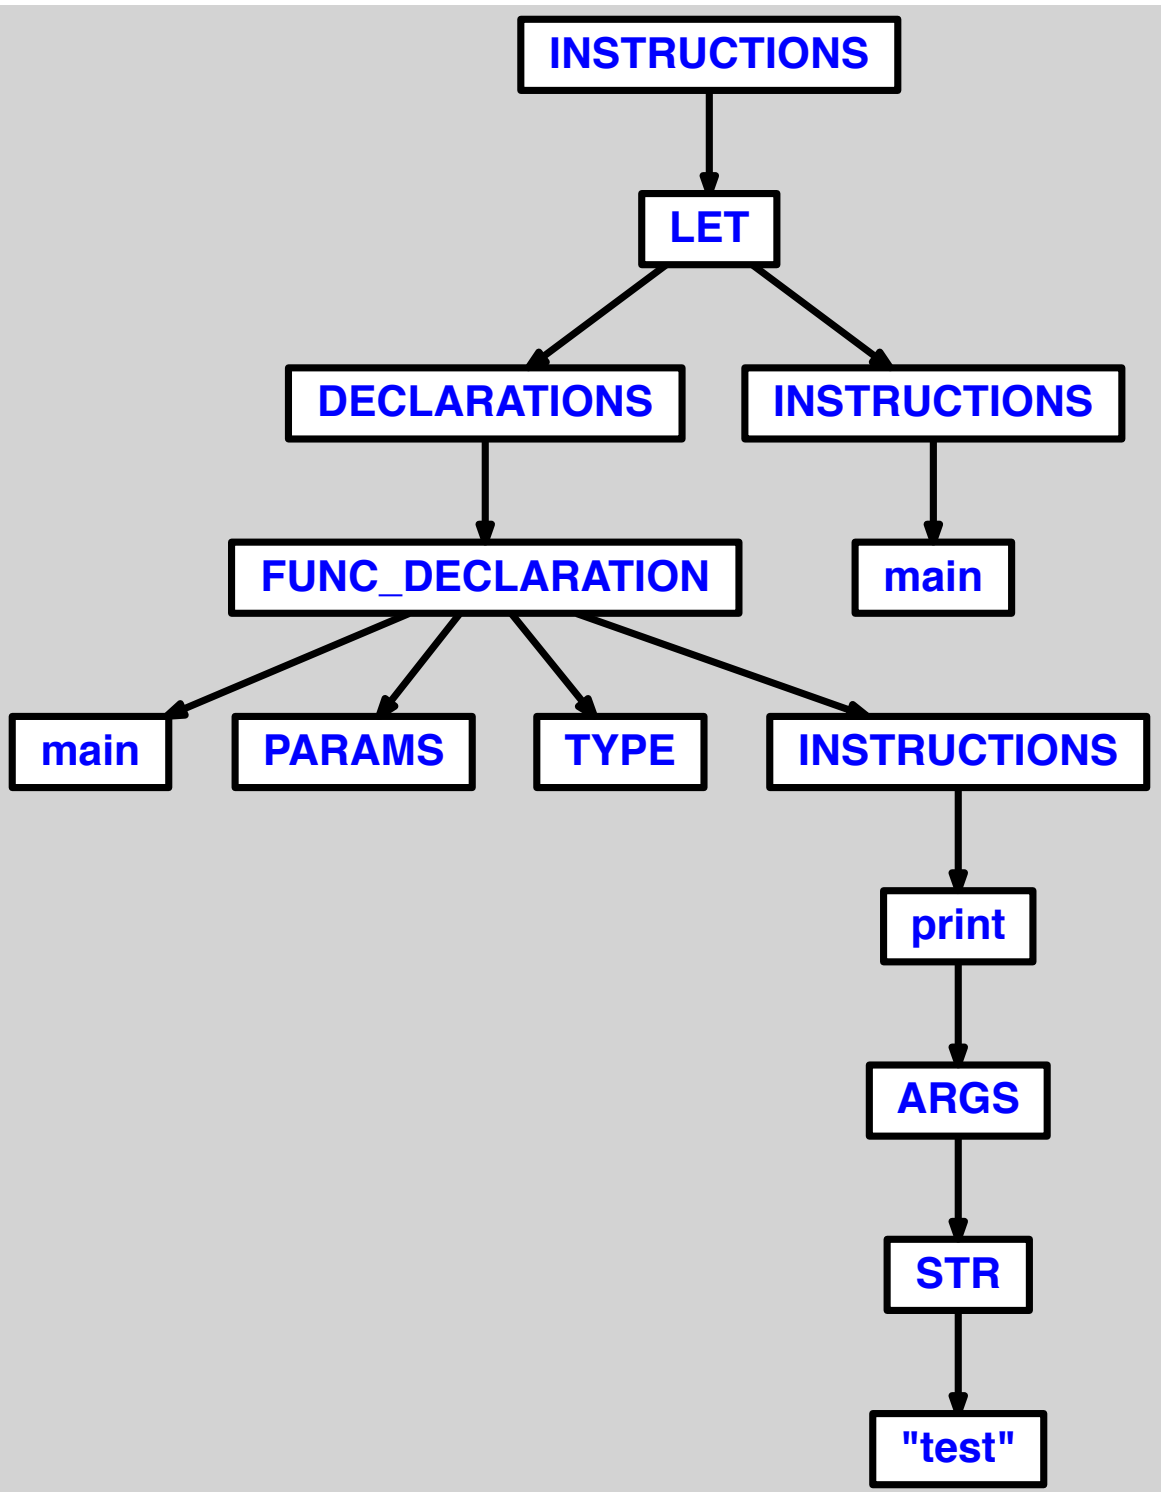 INSTRUCTIONS
LET
DECLARATIONS
INSTRUCTIONS
FUNC_DECLARATION
main
main
PARAMS
TYPE
INSTRUCTIONS
print
ARGS
STR
"test"